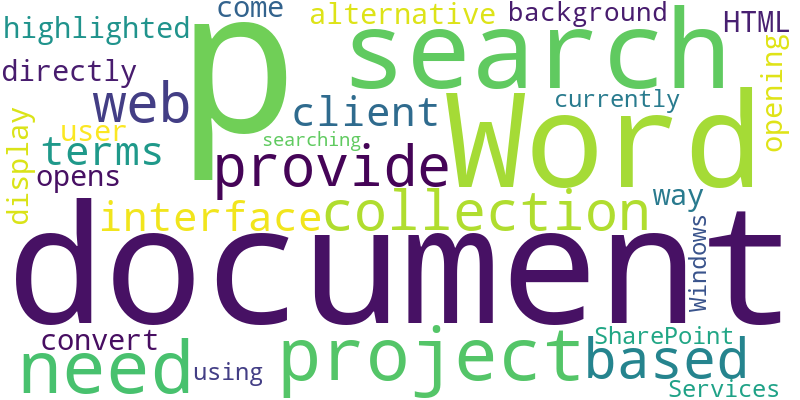 come
alternative
background
HTML
highlighted
p
search
directly
web
client
currently
opening
user
searching
Word
terms
provide
display
opens
way
interface
collection
Windows
document
convert
project
SharePoint
need
using
based
Services